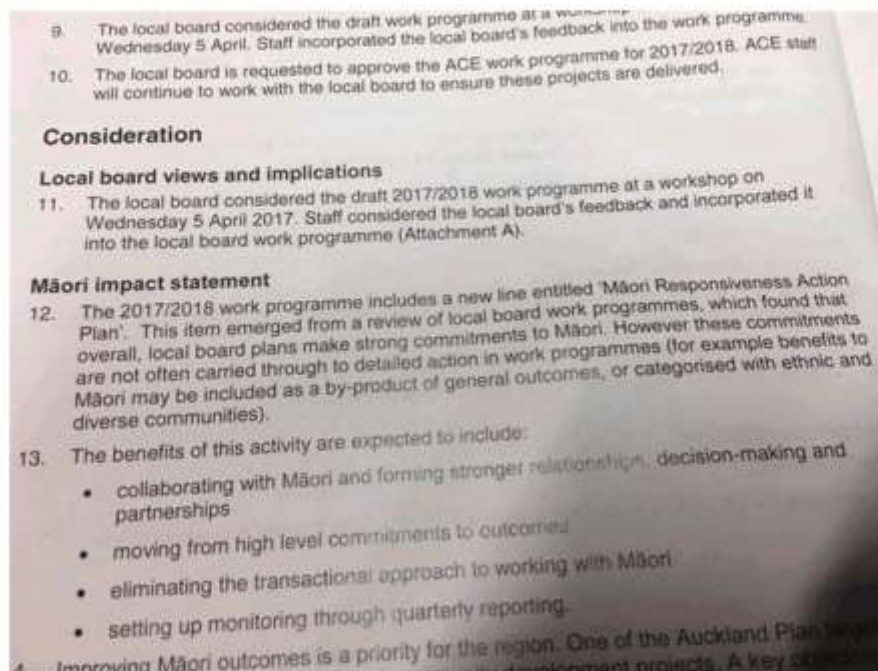 9. The local board considered the draft work programme at a
Wednesday 5 April. Staff incorporated the local board's feedback into the work programme.
10. The local board is requested to approve the ACE work programme for 2017/2018. ACE staff
will continue to work with the local board to ensure these projects are delivered.
Consideration
Local board views and implications
11. The local board considered the draft 2017/2018 work programme at a workshop on
Wednesday 5 April 2017. Staff considered the local board's feedback and incorporated it
into the local board work programme (Attachment A).
Māori impact statement
12. The 2017/2018 work programme includes a new line entitled 'Māori Responsiveness Action
Plan'. This item emerged from a review of local board work programmes, which found that
overall, local board plans make strong commitments to Māori. However these commitments
are not often carried through to detailed action in work programmes (for example benefits to
Māori may be included as a by-product of general outcomes, or categorised with ethnic and
diverse communities).
13. The benefits of this activity are expected to include:
• collaborating with Māori and forming stronger relationships, decision-making and
partnerships
• moving from high level commitments to outcomes
• eliminating the transactional approach to working with Māori
• setting up monitoring through quarterly reporting.
Improving Māori outcomes is a priority for the region. One of the Auckland Plan
development projects. A key